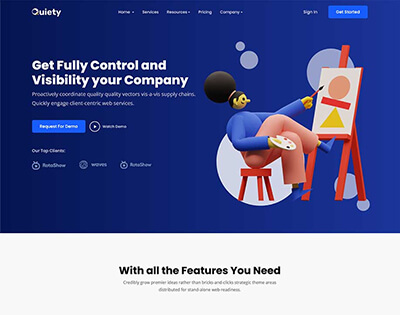 Quiety
Home
Services
Resources
Pricing
Company
Sign In
Get Started
Get Fully Control and
Visibility your Company
Proactively coordinate quality quality vectors vis-a-vis supply chains.
Quickly engage client-centric web services.
Request For Demo
Watch Demo
Our Top Clients:
RotaShow
waves
RotaShow
With all the Features You Need
Credibly grow premier ideas rather than bricks-and-clicks strategic theme areas
distributed for stand-alone web-readiness.